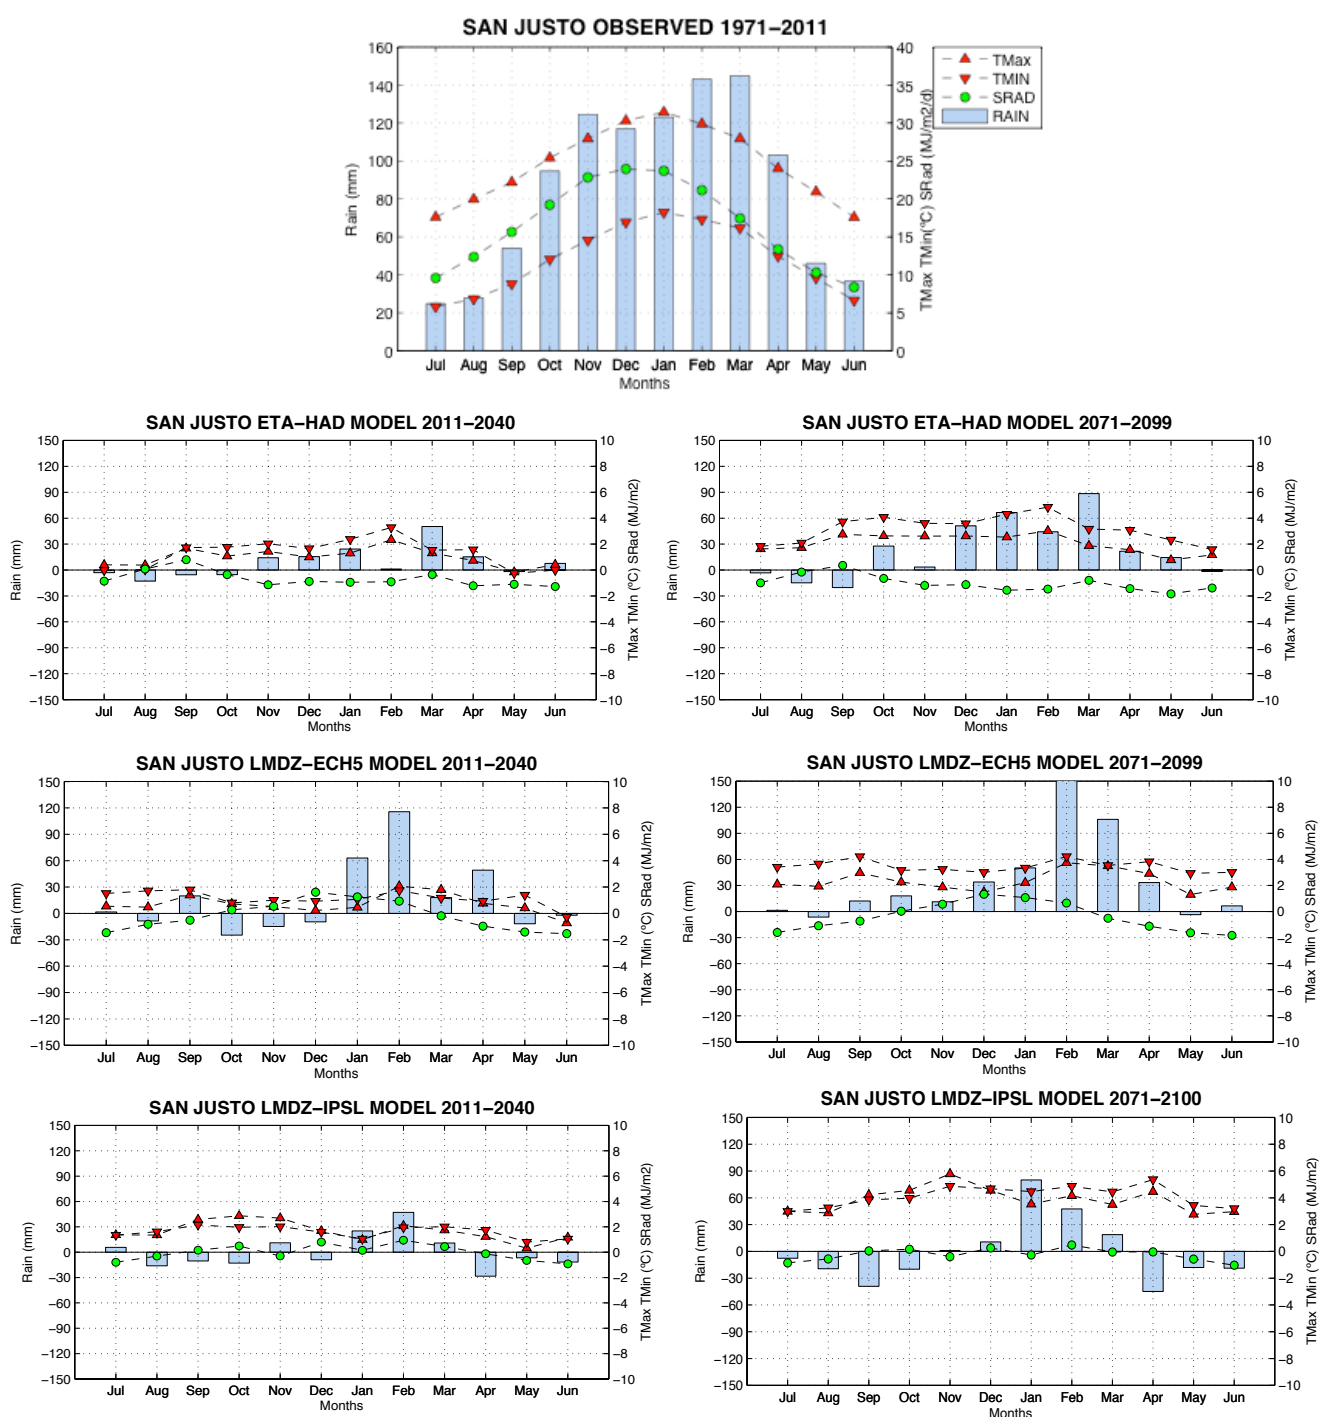 SAN JUSTO OBSERVED 1971–2011
160 140 120 100 80 60 40 20 0
Rain (mm)
40 35 30 25 20 15 10 5 0
TMax TMin(ºC) SRad (MJ/m2/d)
TMax
TMIN
SRAD
RAIN
Jul Aug Sep Oct Nov Dec Jan Feb Mar Apr May Jun
Months
SAN JUSTO ETA–HAD MODEL 2011–2040
150 120 90 60 30 0 −30 −60 −90 −120 −150
Rain (mm)
10 8 6 4 2 0 −2 −4 −6 −8 −10
TMax TMin (ºC) SRad (MJ/m2)
Jul Aug Sep Oct Nov Dec Jan Feb Mar Apr May Jun
Months
SAN JUSTO ETA–HAD MODEL 2071–2099
150 120 90 60 30 0 −30 −60 −90 −120 −150
Rain (mm)
10 8 6 4 2 0 −2 −4 −6 −8 −10
TMax TMin (ºC) SRad (MJ/m2)
Jul Aug Sep Oct Nov Dec Jan Feb Mar Apr May Jun
Months
SAN JUSTO LMDZ–ECH5 MODEL 2011–2040
150 120 90 60 30 0 −30 −60 −90 −120 −150
Rain (mm)
10 8 6 4 2 0 −2 −4 −6 −8 −10
TMax TMin (ºC) SRad (MJ/m2)
Jul Aug Sep Oct Nov Dec Jan Feb Mar Apr May Jun
Months
SAN JUSTO LMDZ–ECH5 MODEL 2071–2099
150 120 90 60 30 0 −30 −60 −90 −120 −150
Rain (mm)
10 8 6 4 2 0 −2 −4 −6 −8 −10
TMax TMin (ºC) SRad (MJ/m2)
Jul Aug Sep Oct Nov Dec Jan Feb Mar Apr May Jun
Months
SAN JUSTO LMDZ–IPSL MODEL 2011–2040
150 120 90 60 30 0 −30 −60 −90 −120 −150
Rain (mm)
10 8 6 4 2 0 −2 −4 −6 −8 −10
TMax TMin (ºC) SRad (MJ/m2)
Jul Aug Sep Oct Nov Dec Jan Feb Mar Apr May Jun
Months
SAN JUSTO LMDZ–IPSL MODEL 2071–2100
150 120 90 60 30 0 −30 −60 −90 −120 −150
Rain (mm)
10 8 6 4 2 0 −2 −4 −6 −8 −10
TMax TMin (ºC) SRad (MJ/m2)
Jul Aug Sep Oct Nov Dec Jan Feb Mar Apr May Jun
Months